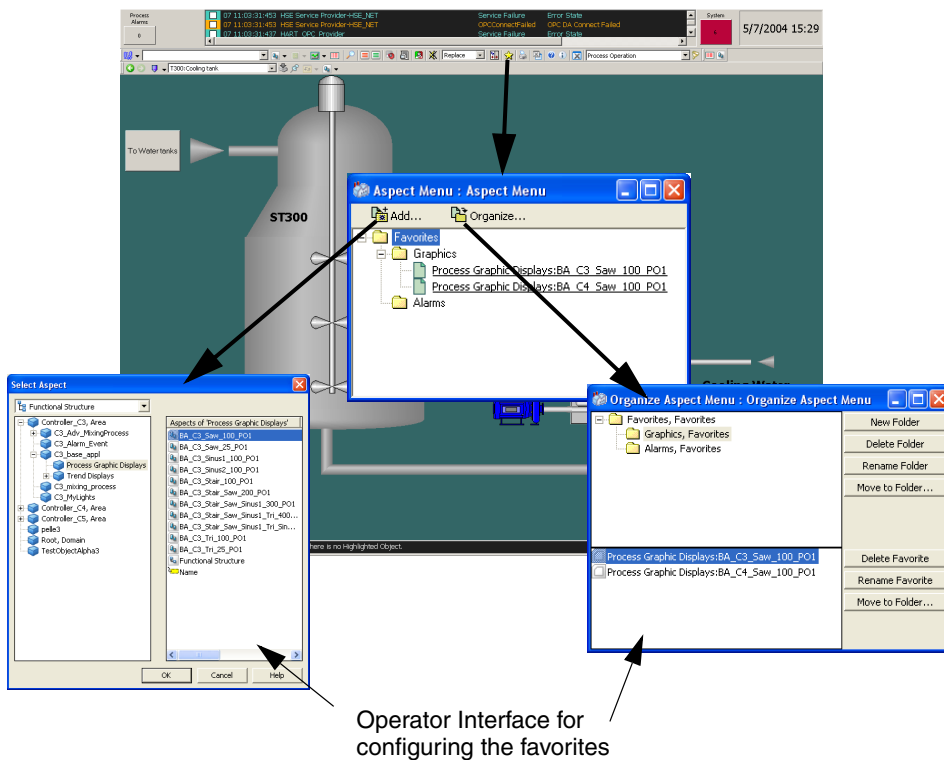 Process
Alarms
8
07 11:03:31:453 HSE Service Provider-HSE_NET Service Failure Error State
07 11:03:31:453 HSE Service Provider-HSE_NET OPCConnectFailed OPC DA Connect Failed
07 11:03:31:437 HART OPC Provider Service Failure Error State
System
5/7/2004 15:29
Replace
Process Operation
T300:Cooling tank
To Water tanks
ST300
Aspect Menu : Aspect Menu
Add...
Organize...
Favorites
Graphics
Process Graphic Displays:BA_C3_Saw_100_PO1
Process Graphic Displays:BA_C4_Saw_100_PO1
Alarms
Cooling Water
Select Aspect
Functional Structure
Controller_C3, Area
C3_Adv_MixingProcess
C3_Alarm_Event
C3_base_appl
Process Graphic Displays
Trend Displays
C3_mixing_process
C3_MyLights
Controller_C4, Area
Controller_C5, Area
pelle3
Root, Domain
TestObjectAlpha3
Aspects of 'Process Graphic Displays'
BA_C3_Saw_100_PO1
BA_C3_Saw_25_PO1
BA_C3_Sinus1_100_PO1
BA_C3_Sinus2_100_PO1
BA_C3_Stair_100_PO1
BA_C3_Stair_Saw_200_PO1
BA_C3_Stair_Saw_Sinus1_300_PO1
BA_C3_Stair_Saw_Sinus1_Tri_400...
BA_C3_Stair_Saw_Sinus1_Tri_Sin...
BA_C3_Tri_100_PO1
BA_C3_Tri_25_PO1
Functional Structure
Name
OK
Cancel
Help
here is no Highlighted Object.
Organize Aspect Menu : Organize Aspect Menu
Favorites, Favorites
Graphics, Favorites
Alarms, Favorites
New Folder
Delete Folder
Rename Folder
Move to Folder...
Process Graphic Displays:BA_C3_Saw_100_PO1
Process Graphic Displays:BA_C4_Saw_100_PO1
Delete Favorite
Rename Favorite
Move to Folder...
Operator Interface for
configuring the favorites